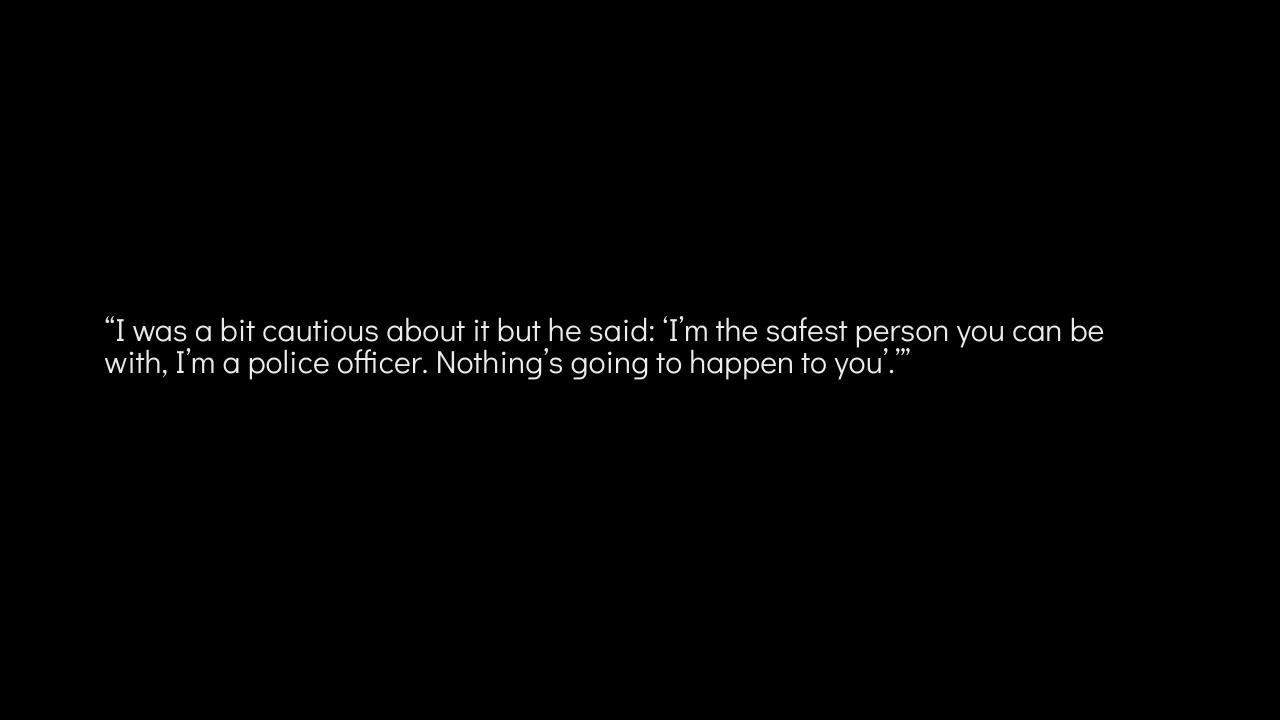 “I was a bit cautious about it but he said: ‘I’m the safest person you can be
with, I’m a police officer. Nothing’s going to happen to you’.’”